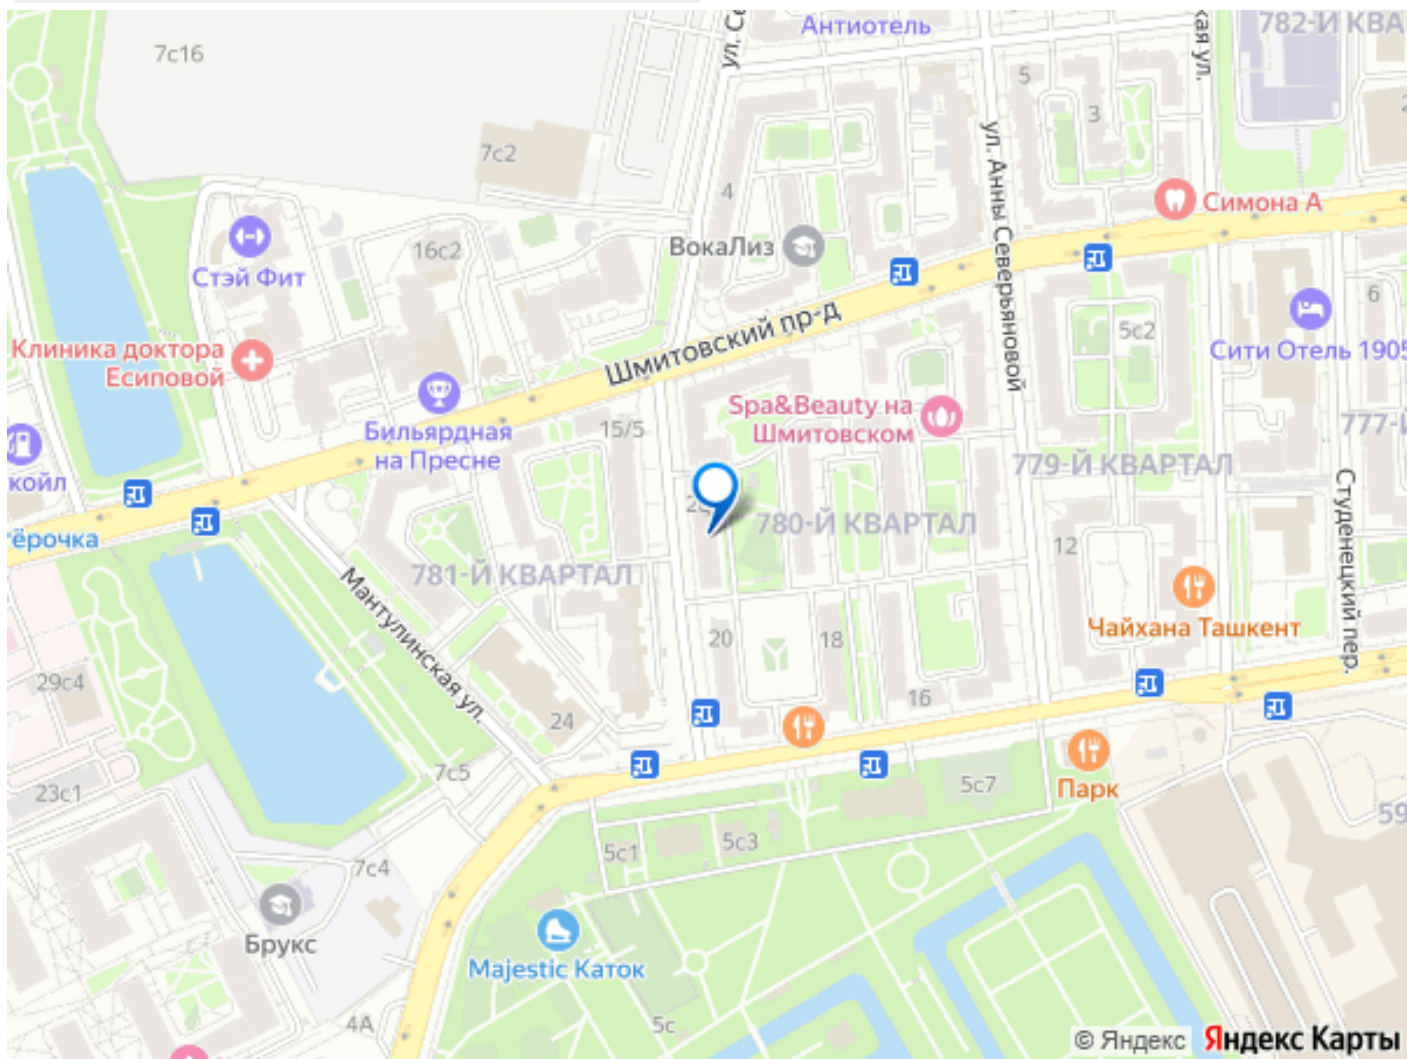 Антиотель
782-Й КВА
ул. Се
кая ул.
7с16
5
3
7с2
ул. Анны Северьяновой
4
Симона А
ВокаЛиз
16с2
Стэй Фит
6
Шмитовский пр-д
5с2
Клиника доктора
Есиповой
Сити Отель 1905
Spa&Beauty на
Шмитовском
Бильярдная
на Пресне
15/5
777-Й
779-Й КВАРТАЛ
койл
Студенецкий пер.
780-Й КВАРТАЛ
тёрочка
12
781-Й КВАРТАЛ
Мантулинская ул.
Чайхана Ташкент
20
18
29с4
16
24
7с5
5с7
Парк
23с1
59
5с3
5с1
7с4
Брукс
Majestic Каток
4А
5с
© Яндекс Яндекс Карты